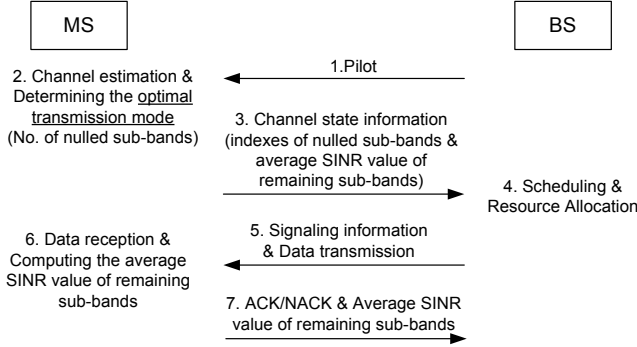 MS
BS
1.Pilot
2. Channel estimation &
Determining the optimal
transmission mode
(No. of nulled sub-bands)
3. Channel state information
(indexes of nulled sub-bands &
average SINR value of
remaining sub-bands)
4. Scheduling &
Resource Allocation
5. Signaling information
& Data transmission
6. Data reception &
Computing the average
SINR value of remaining
sub-bands
7. ACK/NACK & Average SINR
value of remaining sub-bands